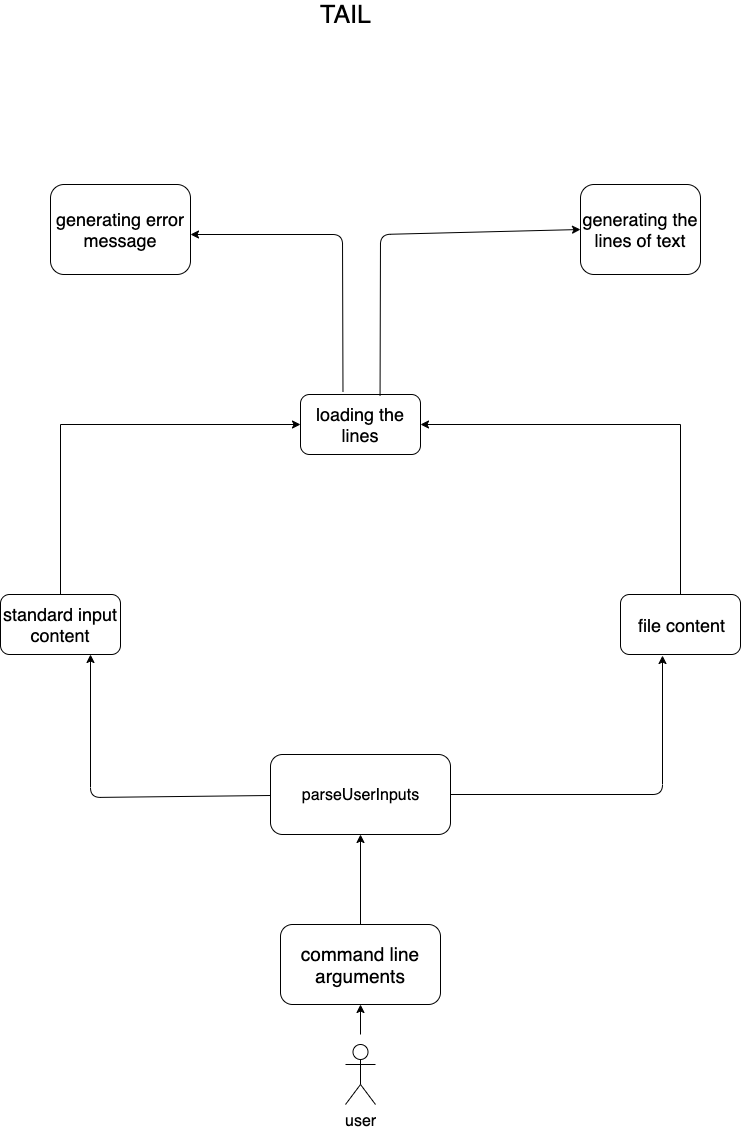 TAIL
generating error
message
generating the
lines of text
loading the
lines
standard input
content
file content
parseUserInputs
command line
arguments
user